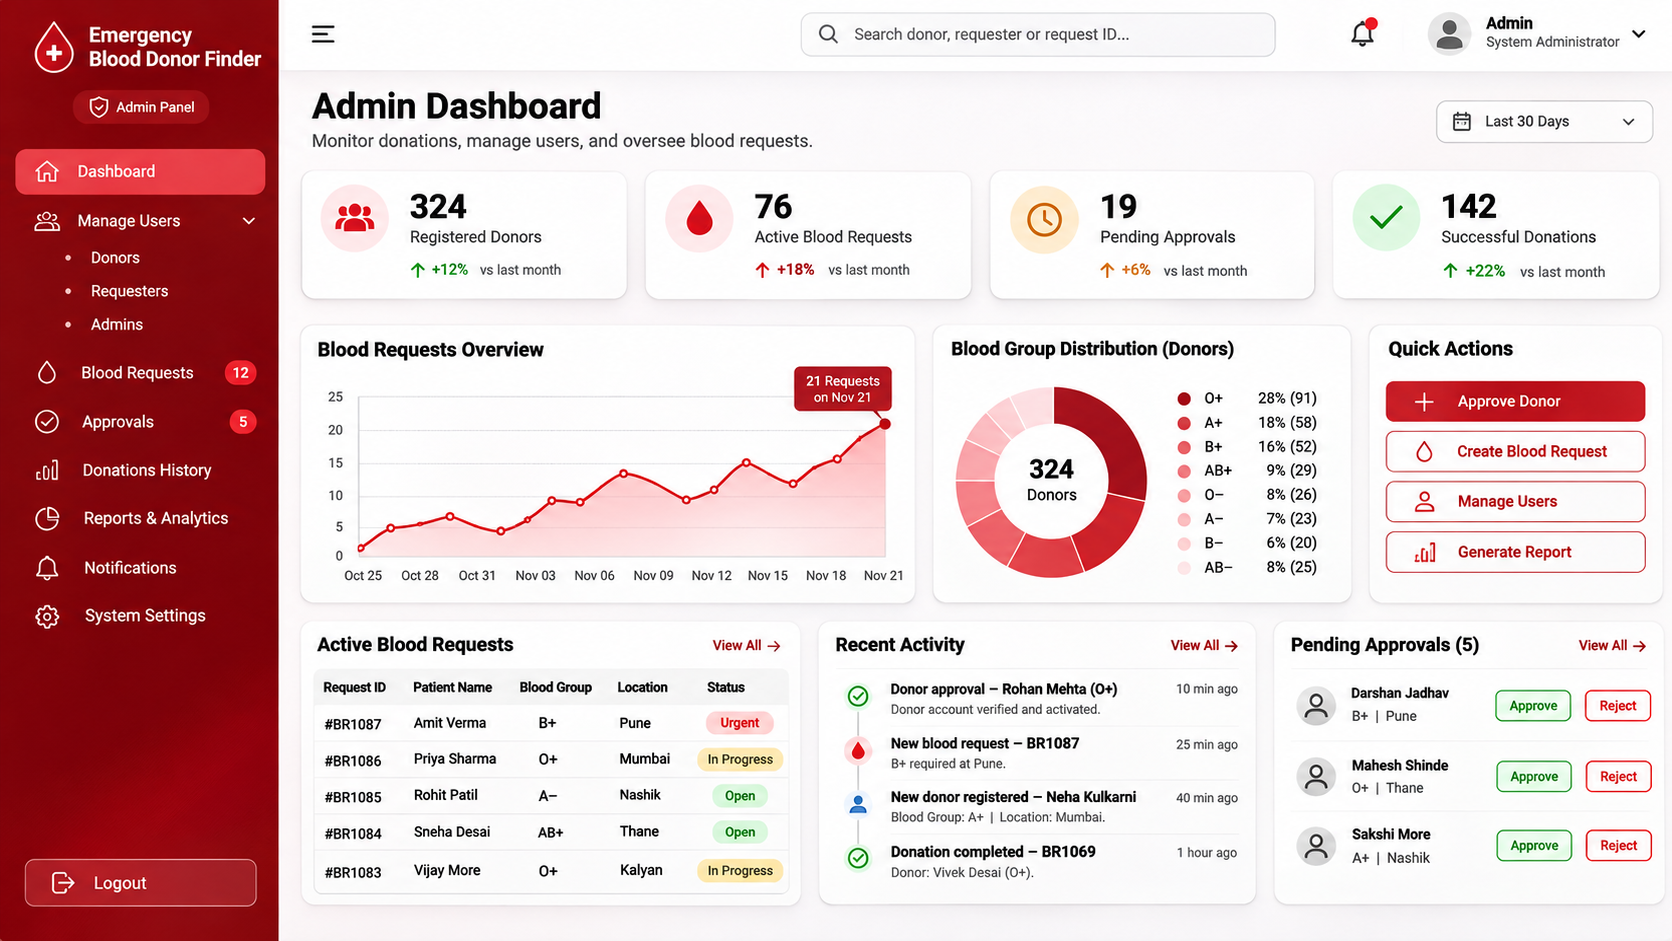 Emergency
Blood Donor Finder
Admin Panel
Dashboard
Manage Users
Donors
Requesters
Admins
Blood Requests 12
Approvals 5
Donations History
Reports & Analytics
Notifications
System Settings
Logout
Search donor, requester or request ID...
Admin
System Administrator
Admin Dashboard
Monitor donations, manage users, and oversee blood requests.
Last 30 Days
324
Registered Donors
+12% vs last month
76
Active Blood Requests
+18% vs last month
19
Pending Approvals
+6% vs last month
142
Successful Donations
+22% vs last month
Blood Requests Overview
21 Requests
on Nov 21
25
20
15
10
5
0
Oct 25 Oct 28 Oct 31 Nov 03 Nov 06 Nov 09 Nov 12 Nov 15 Nov 18 Nov 21
Blood Group Distribution (Donors)
324
Donors
O+ 28% (91)
A+ 18% (58)
B+ 16% (52)
AB+ 9% (29)
O− 8% (26)
A− 7% (23)
B− 6% (20)
AB− 8% (25)
Quick Actions
Approve Donor
Create Blood Request
Manage Users
Generate Report
Active Blood Requests View All →
Request ID Patient Name Blood Group Location Status
#BR1087 Amit Verma B+ Pune Urgent
#BR1086 Priya Sharma O+ Mumbai In Progress
#BR1085 Rohit Patil A− Nashik Open
#BR1084 Sneha Desai AB+ Thane Open
#BR1083 Vijay More O+ Kalyan In Progress
Recent Activity View All →
Donor approval – Rohan Mehta (O+) 10 min ago
Donor account verified and activated.
New blood request – BR1087 25 min ago
B+ required at Pune.
New donor registered – Neha Kulkarni 40 min ago
Blood Group: A+ | Location: Mumbai.
Donation completed – BR1069 1 hour ago
Donor: Vivek Desai (O+).
Pending Approvals (5) View All →
Darshan Jadhav
B+ | Pune
Approve Reject
Mahesh Shinde
O+ | Thane
Approve Reject
Sakshi More
A+ | Nashik
Approve Reject